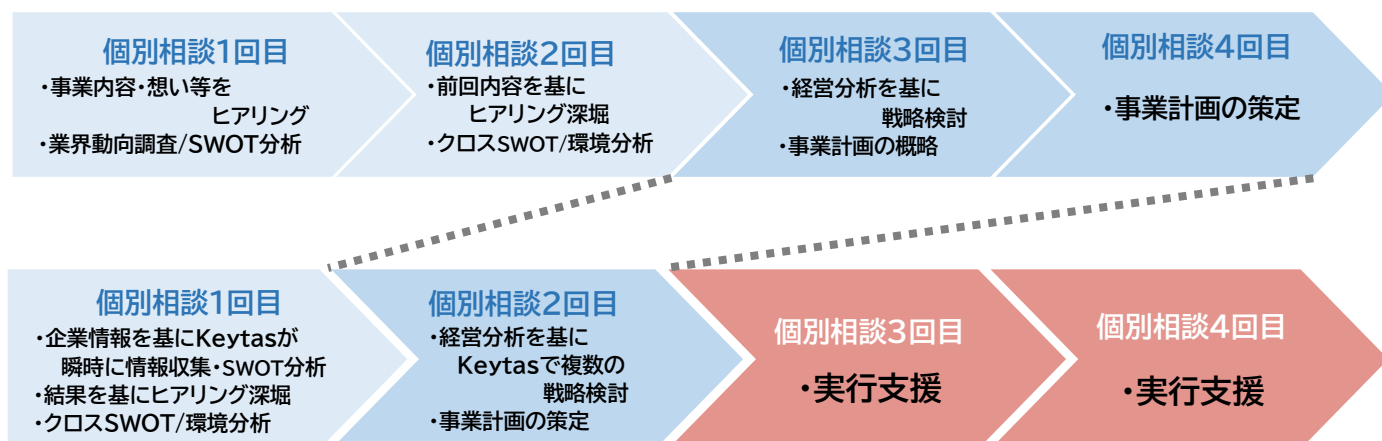 個別相談1回目
・事業内容・想い等を
ヒアリング
・業界動向調査/SWOT分析
個別相談2回目
・前回内容を基に
ヒアリング深堀
・クロスSWOT/環境分析
個別相談3回目
・経営分析を基に
戦略検討
・事業計画の概略
個別相談4回目
・事業計画の策定
個別相談1回目
・企業情報を基にKeytasが
瞬時に情報収集・SWOT分析
・結果を基にヒアリング深堀
・クロスSWOT/環境分析
個別相談2回目
・経営分析を基に
Keytasで複数の
戦略検討
・事業計画の策定
個別相談3回目
・実行支援
個別相談4回目
・実行支援